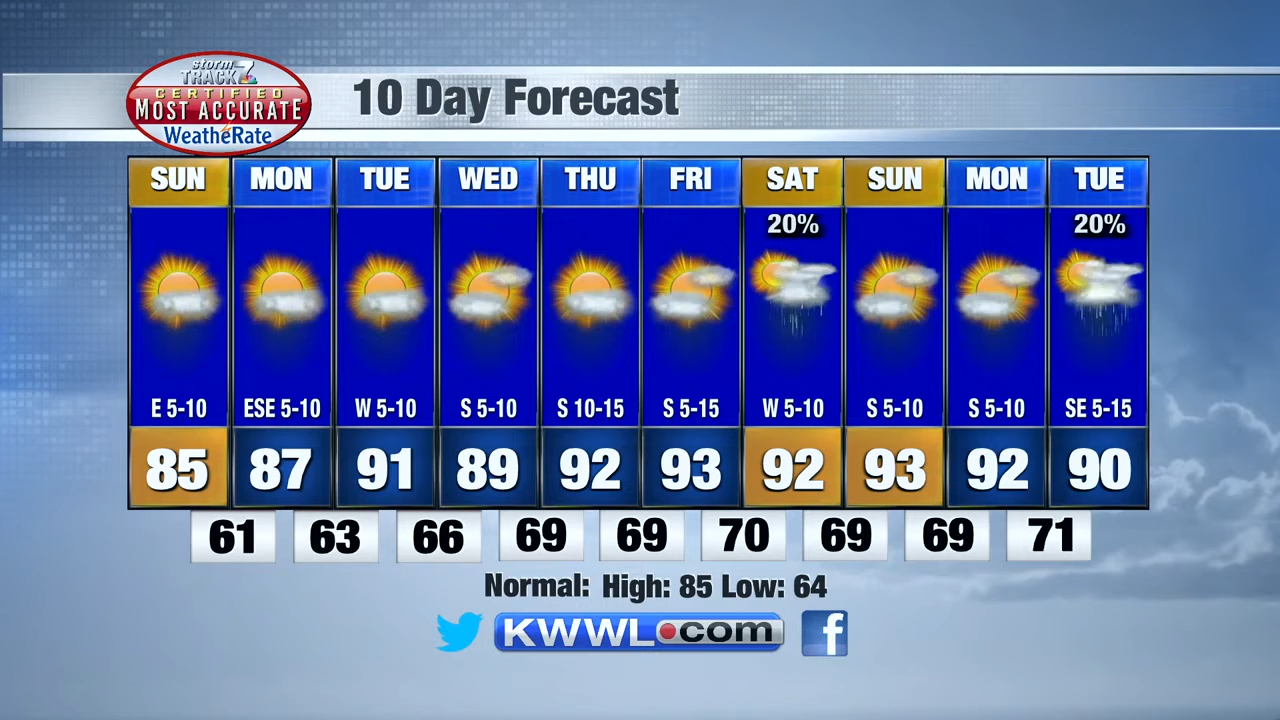 storm
TRACK 7
CERTIFIED
MOST ACCURATE
WeatheRate
10 Day Forecast
SUN MON TUE WED THU FRI SAT SUN MON TUE
20% 20%
E 5-10 ESE 5-10 W 5-10 S 5-10 S 10-15 S 5-15 W 5-10 S 5-10 S 5-10 SE 5-15
85 87 91 89 92 93 92 93 92 90
61 63 66 69 69 70 69 69 71
Normal: High: 85 Low: 64
KWWL.com
f